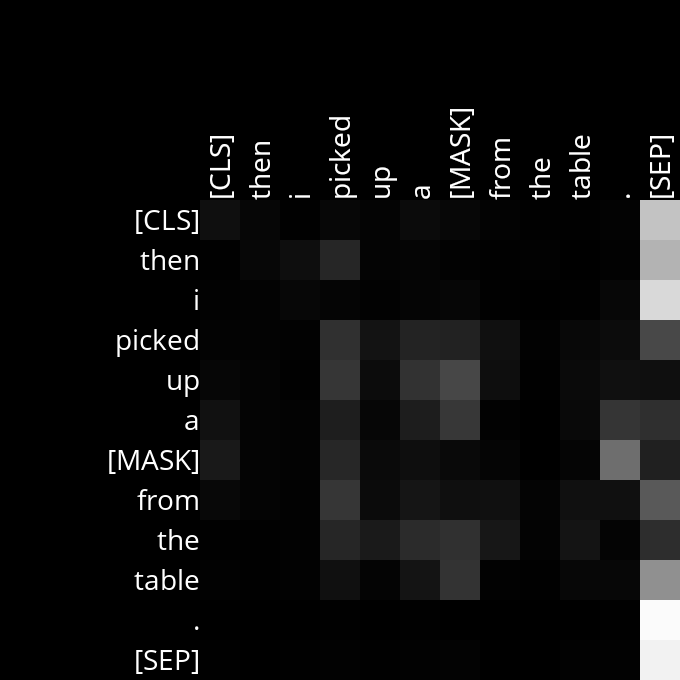 [CLS] then i picked up a [MASK] from the table . [SEP]
[CLS]
then
i
picked
up
a
[MASK]
from
the
table
.
[SEP]